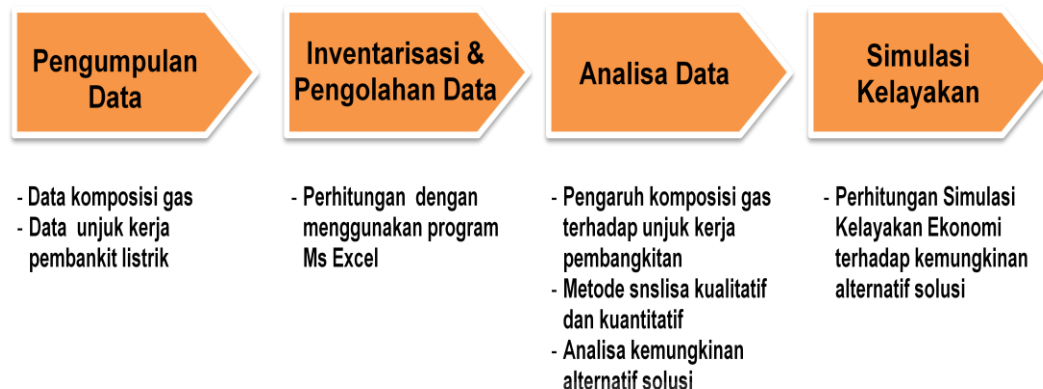 Pengumpulan
Data
Inventarisasi &
Pengolahan Data
Analisa Data
Simulasi
Kelayakan
- Data komposisi gas
- Data unjuk kerja
pembankit listrik
- Perhitungan dengan
menggunakan program
Ms Excel
- Pengaruh komposisi gas
terhadap unjuk kerja
pembangkitan
- Metode snslisa kualitatif
dan kuantitatif
- Analisa kemungkinan
alternatif solusi
- Perhitungan Simulasi
Kelayakan Ekonomi
terhadap kemungkinan
alternatif solusi